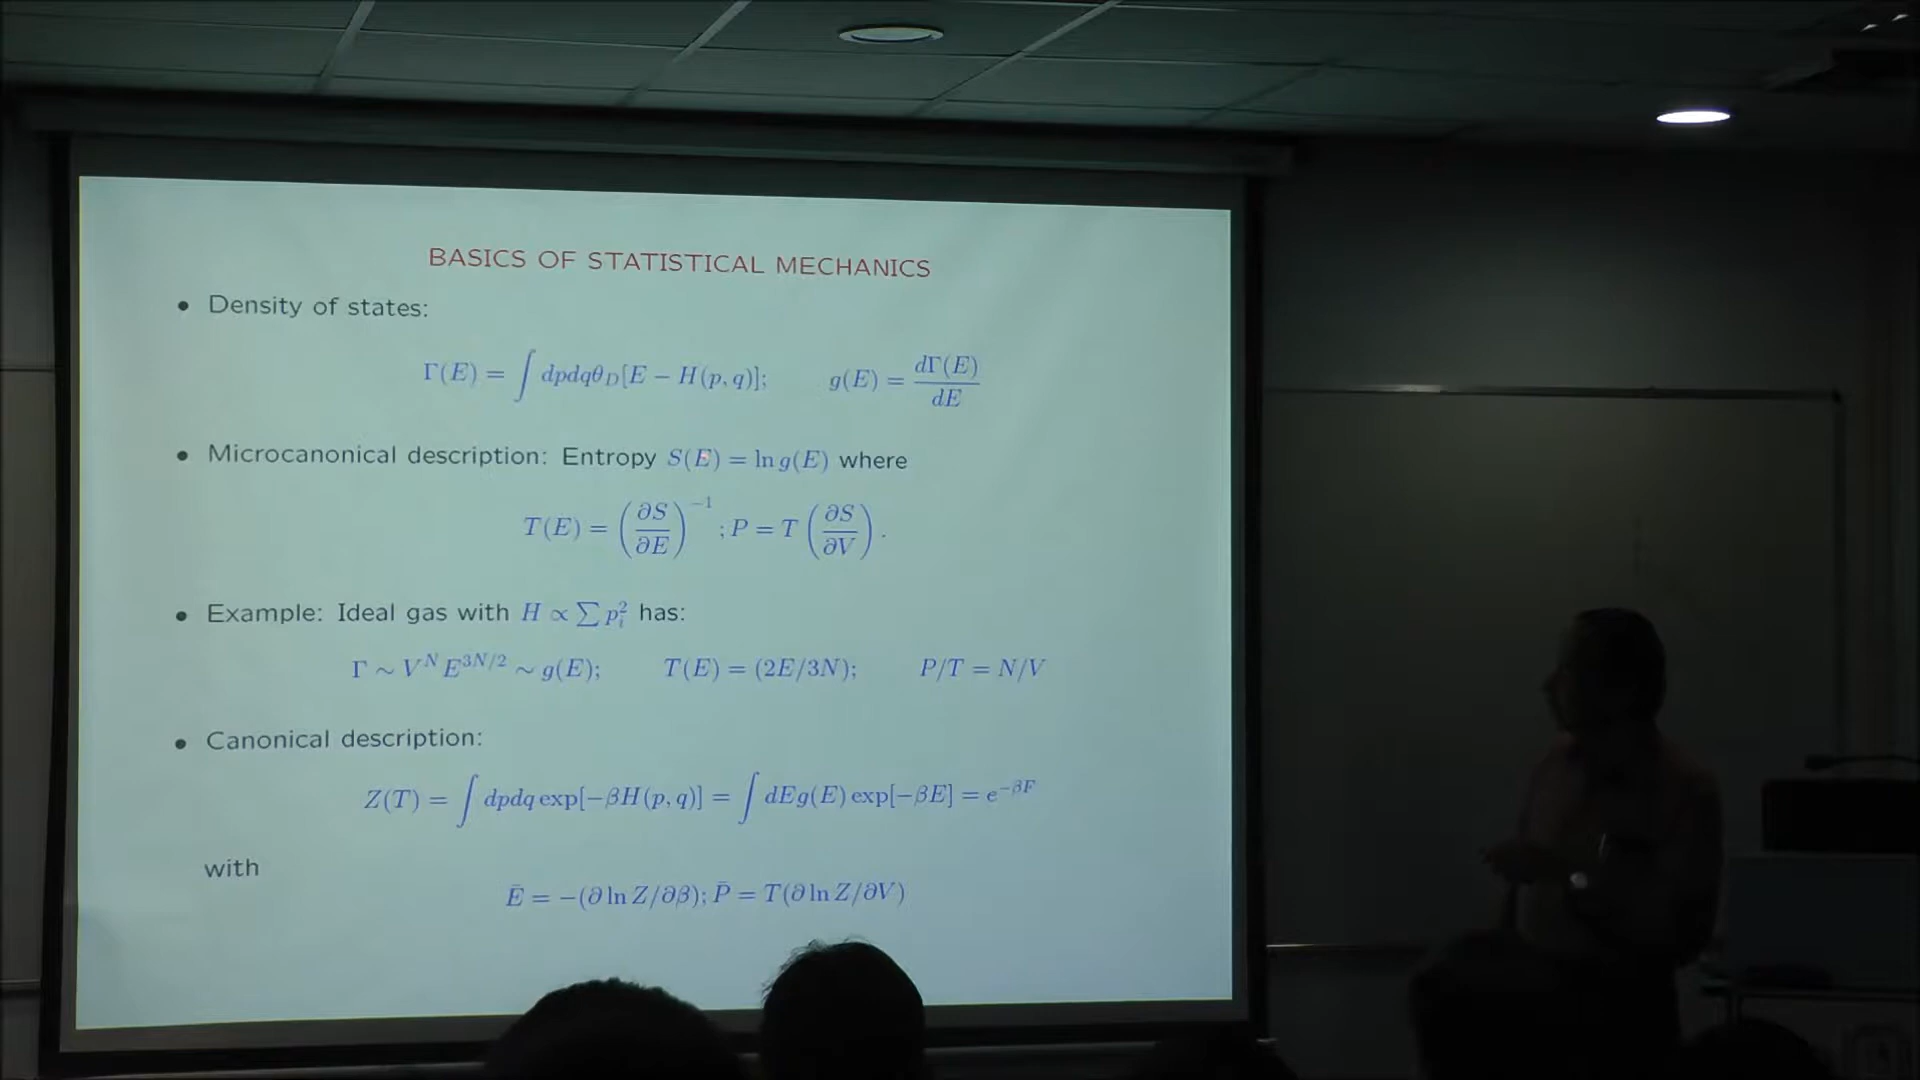 BASICS OF STATISTICAL MECHANICS
• Density of states:
Γ(E) = ∫ dpdqθ_D[E − H(p, q)]; g(E) = dΓ(E)/dE
• Microcanonical description: Entropy S(E) = ln g(E) where
T(E) = (∂S/∂E)^{-1}; P = T (∂S/∂V).
• Example: Ideal gas with H ∝ ∑ p_i^2 has:
Γ ~ V^N E^{3N/2} ~ g(E); T(E) = (2E/3N); P/T = N/V
• Canonical description:
Z(T) = ∫ dpdq exp[−βH(p, q)] = ∫ dEg(E) exp[−βE] = e^{−βF}
with
Ē = −(∂ ln Z/∂β); P̄ = T(∂ ln Z/∂V)